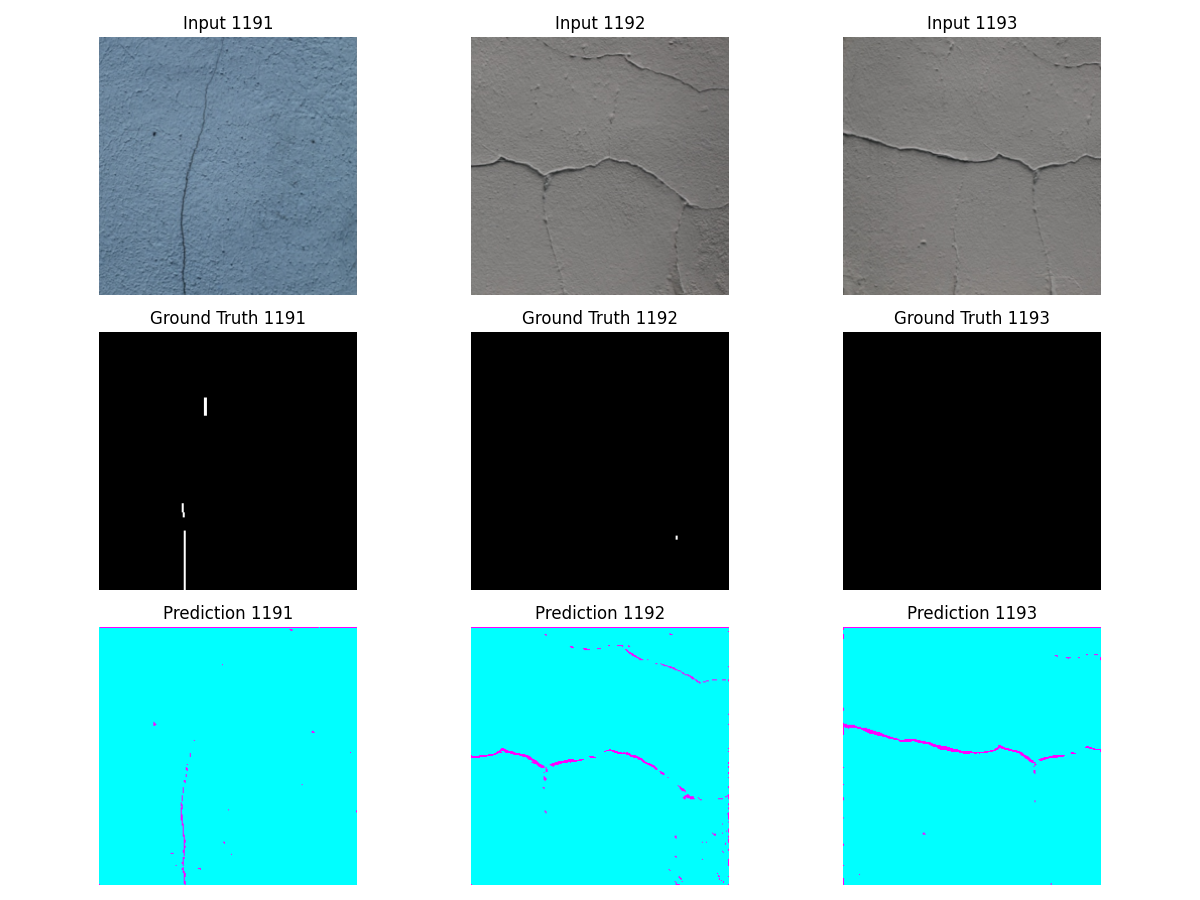 Input 1191
Input 1192
Input 1193
Ground Truth 1191
Ground Truth 1192
Ground Truth 1193
Prediction 1191
Prediction 1192
Prediction 1193